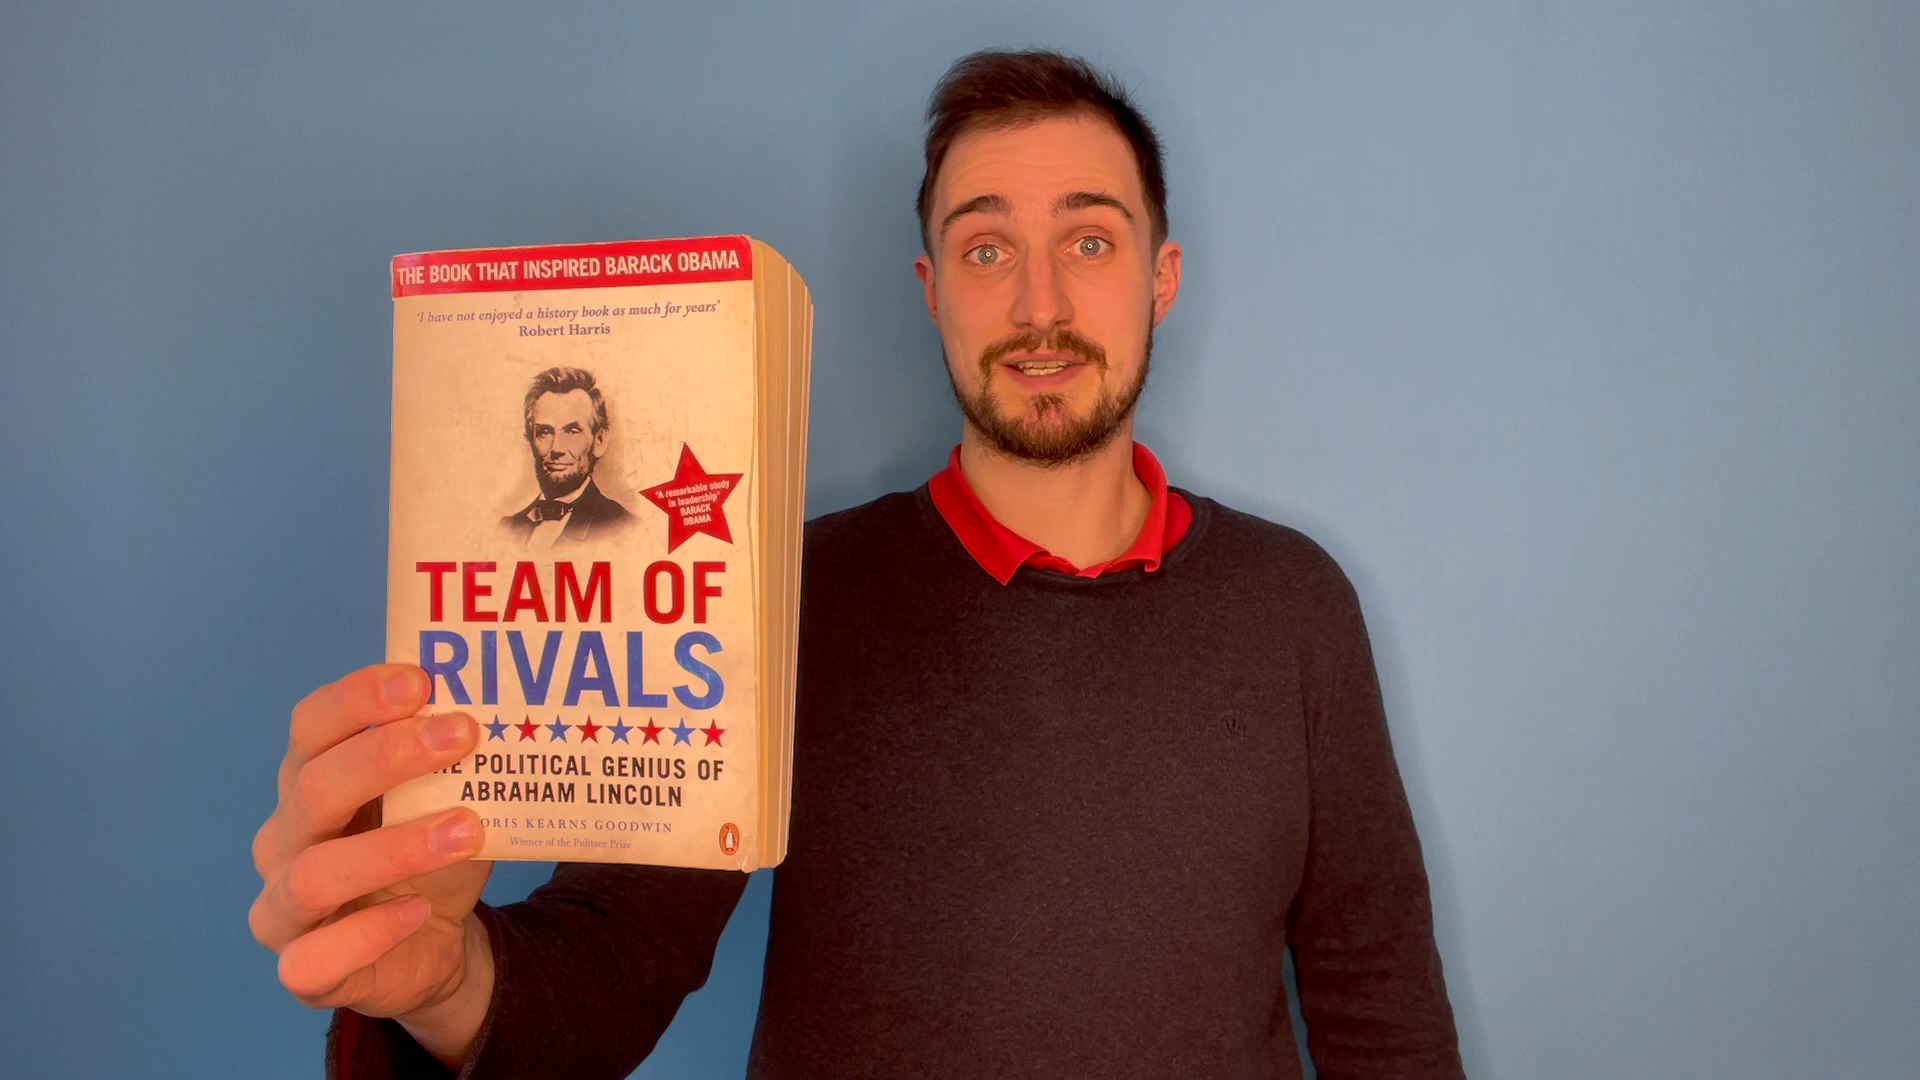 THE BOOK THAT INSPIRED BARACK OBAMA
'I have not enjoyed a history book as much for years'
Robert Harris
'A remarkable study
in leadership'
BARACK
OBAMA
TEAM OF
RIVALS
POLITICAL GENIUS OF
ABRAHAM LINCOLN
KEARNS GOODWIN
Winner of the Pulitzer Prize